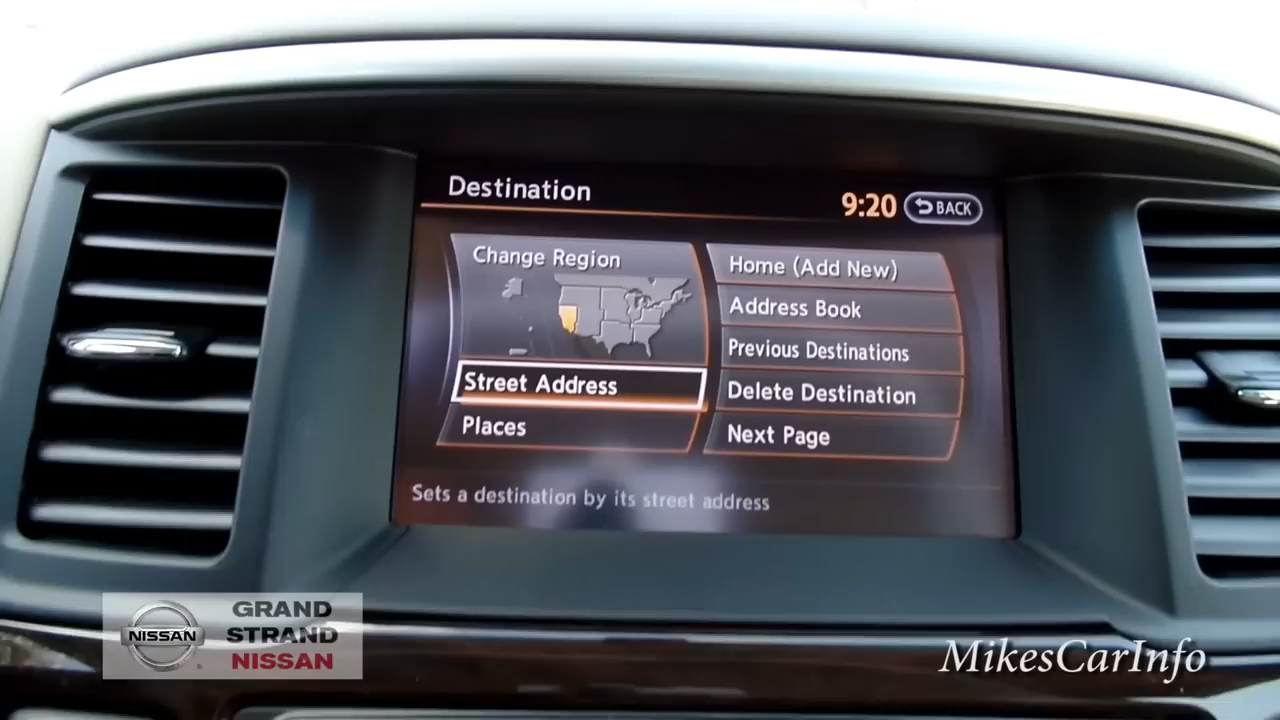 Destination
9:20
BACK
Change Region
Street Address
Places
Home (Add New)
Address Book
Previous Destinations
Delete Destination
Next Page
Sets a destination by its street address
NISSAN
GRAND
STRAND
NISSAN
MikesCarInfo